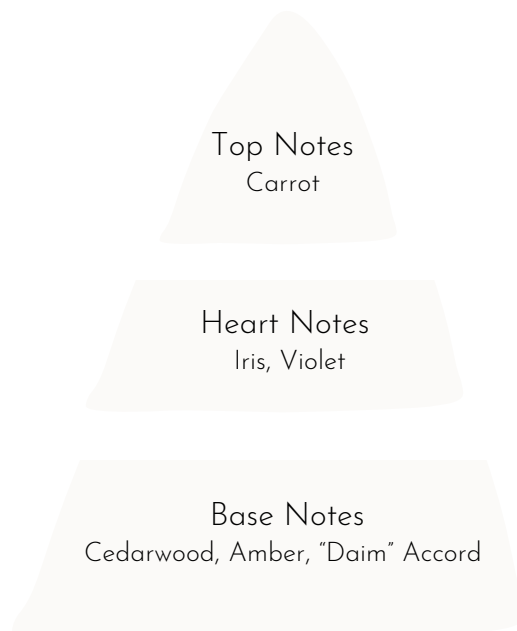 Top Notes
Carrot
Heart Notes
Iris, Violet
Base Notes
Cedarwood, Amber, “Daim” Accord